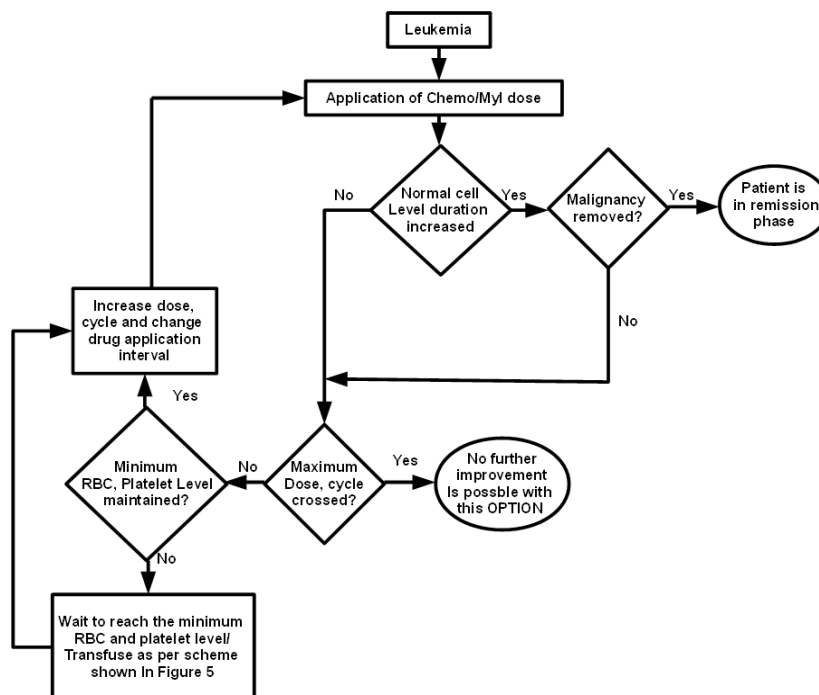 Leukemia
Application of Chemo/Myl dose
No
Normal cell
Level duration
increased
Yes
Malignancy
removed?
Yes
Patient is
in remission
phase
No
Increase dose,
cycle and change
drug application
interval
Yes
Minimum
RBC, Platelet Level
maintained?
No
Maximum
Dose, cycle
crossed?
Yes
No further
improvement
Is possble with
this OPTION
No
Wait to reach the minimum
RBC and platelet level/
Transfuse as per scheme
shown In Figure 5